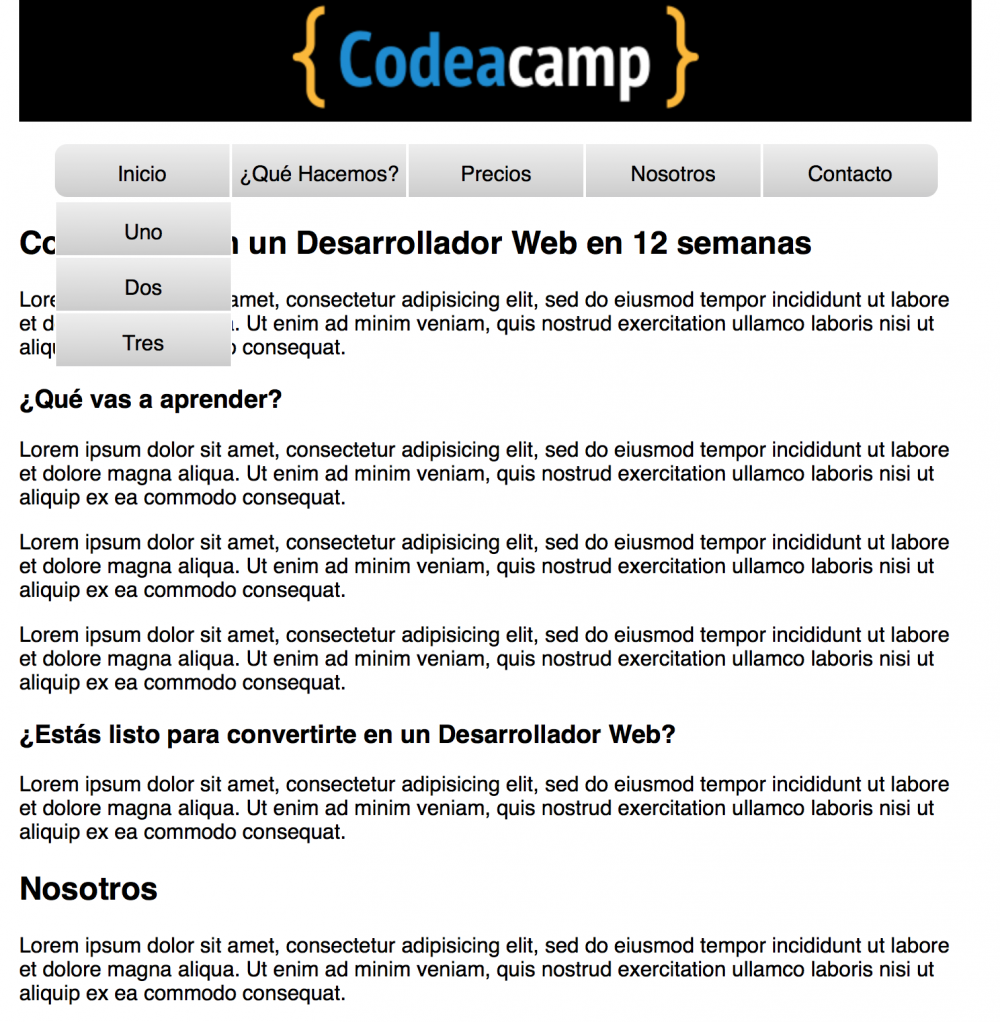 { Codeacamp }
Inicio ¿Qué Hacemos? Precios Nosotros Contacto
Uno
Dos
Tres
un Desarrollador Web en 12 semanas
amet, consectetur adipisicing elit, sed do eiusmod tempor incididunt ut labore
et Ut enim ad minim veniam, quis nostrud exercitation ullamco laboris nisi ut
consequat.
¿Qué vas a aprender?
Lorem ipsum dolor sit amet, consectetur adipisicing elit, sed do eiusmod tempor incididunt ut labore
et dolore magna aliqua. Ut enim ad minim veniam, quis nostrud exercitation ullamco laboris nisi ut
aliquip ex ea commodo consequat.
Lorem ipsum dolor sit amet, consectetur adipisicing elit, sed do eiusmod tempor incididunt ut labore
et dolore magna aliqua. Ut enim ad minim veniam, quis nostrud exercitation ullamco laboris nisi ut
aliquip ex ea commodo consequat.
Lorem ipsum dolor sit amet, consectetur adipisicing elit, sed do eiusmod tempor incididunt ut labore
et dolore magna aliqua. Ut enim ad minim veniam, quis nostrud exercitation ullamco laboris nisi ut
aliquip ex ea commodo consequat.
¿Estás listo para convertirte en un Desarrollador Web?
Lorem ipsum dolor sit amet, consectetur adipisicing elit, sed do eiusmod tempor incididunt ut labore
et dolore magna aliqua. Ut enim ad minim veniam, quis nostrud exercitation ullamco laboris nisi ut
aliquip ex ea commodo consequat.
Nosotros
Lorem ipsum dolor sit amet, consectetur adipisicing elit, sed do eiusmod tempor incididunt ut labore
et dolore magna aliqua. Ut enim ad minim veniam, quis nostrud exercitation ullamco laboris nisi ut
aliquip ex ea commodo consequat.